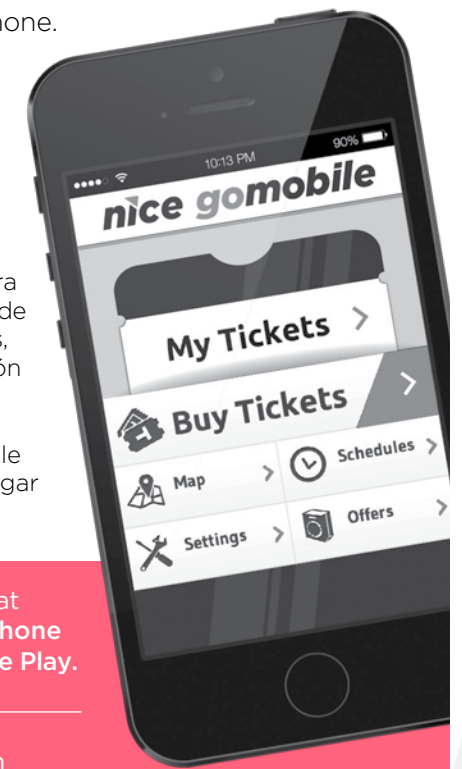 hone.
10:13 PM
90%
nice gomobile
My Tickets
Buy Tickets
Map
Schedules
Settings
Offers
ra
de
s,
ón
le
gar
at
hone
e Play.
n